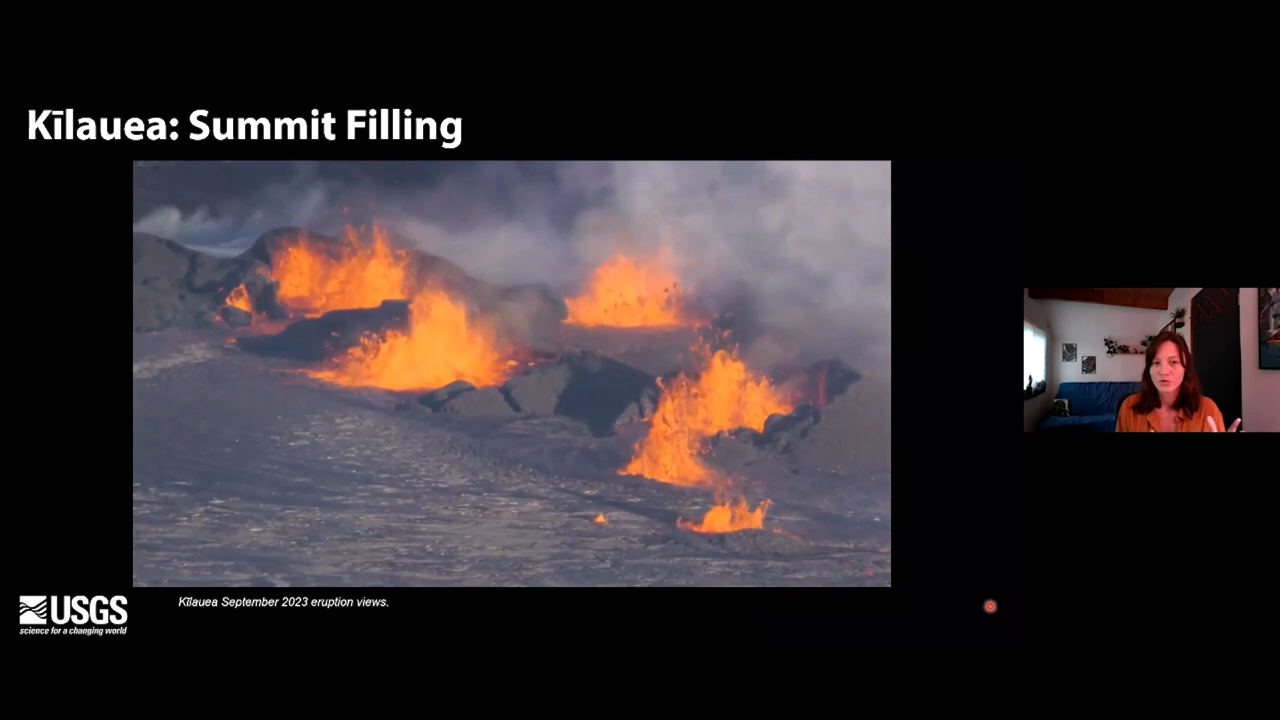 Kīlauea: Summit Filling
USGS
science for a changing world
Kīlauea September 2023 eruption views.